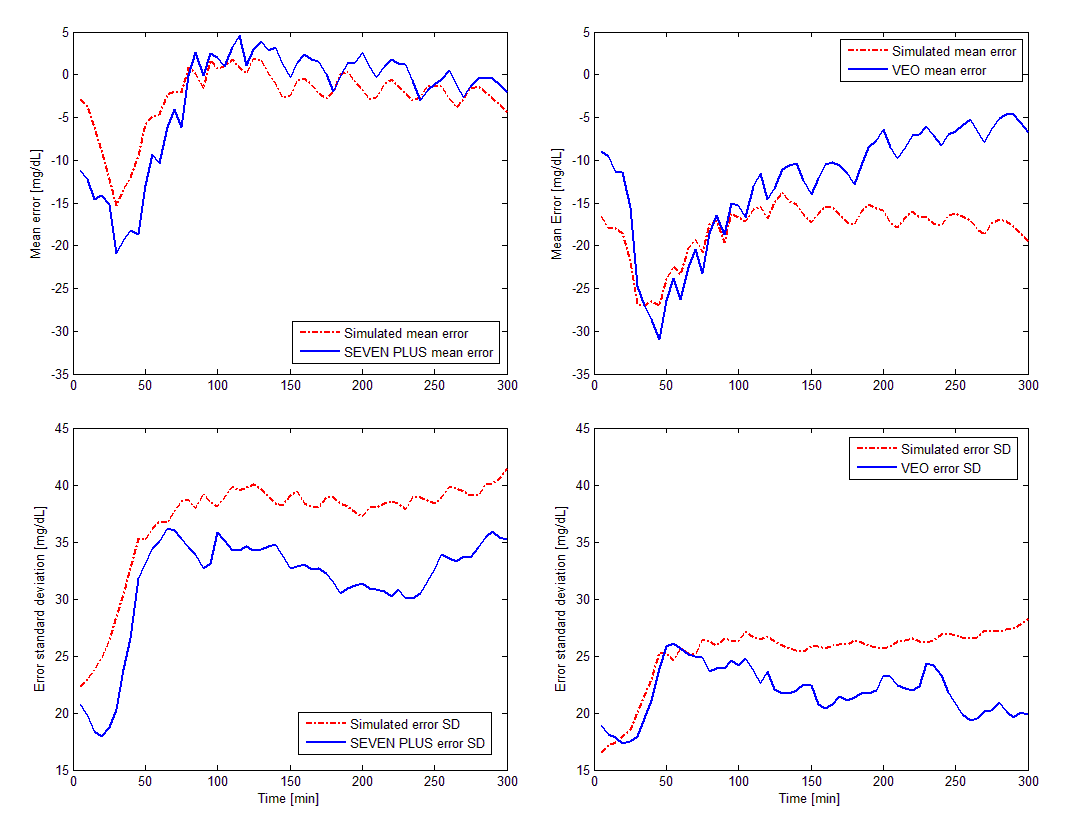 5
0
-5
-10
-15
-20
-25
-30
-35
Mean error [mg/dL]
Simulated mean error
SEVEN PLUS mean error
0 50 100 150 200 250 300
5
0
-5
-10
-15
-20
-25
-30
-35
Mean Error [mg/dL]
Simulated mean error
VEO mean error
0 50 100 150 200 250 300
45
40
35
30
25
20
15
Error standard deviation [mg/dL]
Simulated error SD
SEVEN PLUS error SD
0 50 100 150 200 250 300
Time [min]
45
40
35
30
25
20
15
Error standard deviation [mg/dL]
Simulated error SD
VEO error SD
0 50 100 150 200 250 300
Time [min]